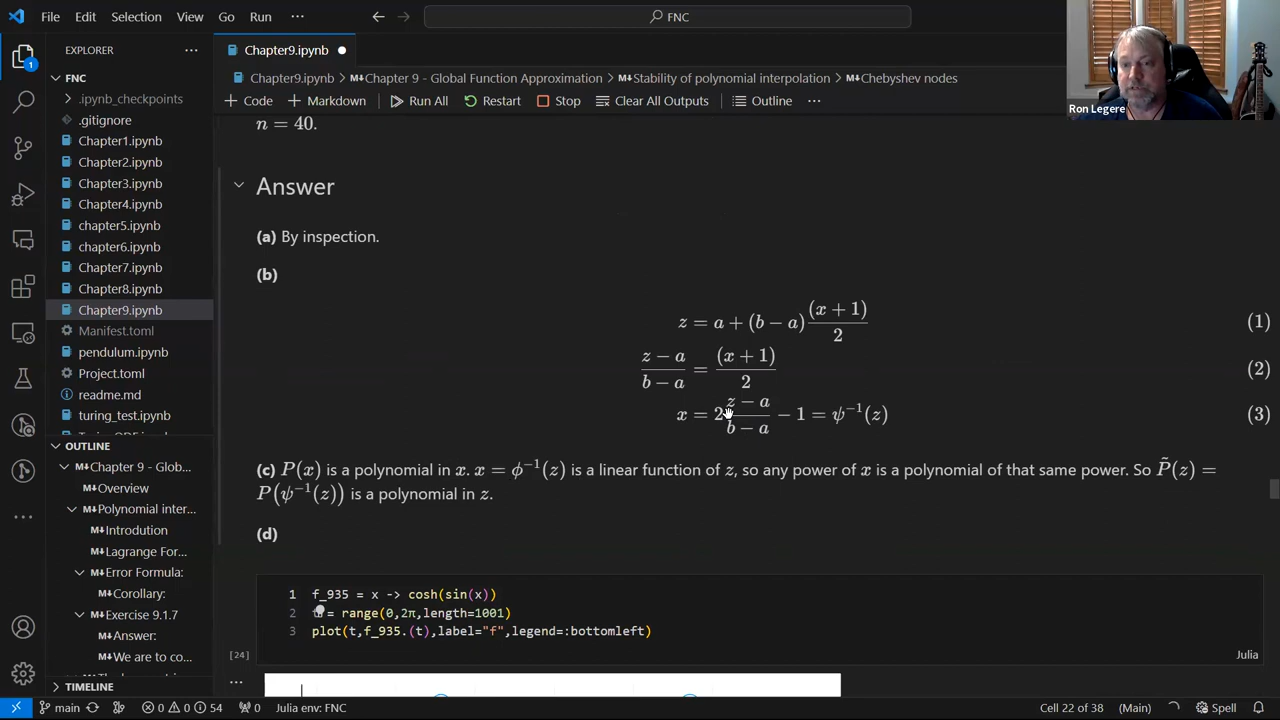 File Edit Selection View Go Run ··· FNC
EXPLORER ···
Chapter9.ipynb
FNC
Chapter9.ipynb > Chapter 9 - Global Function Approximation > Stability of polynomial interpolation > Chebyshev nodes
+ Code + Markdown Run All Restart Stop Clear All Outputs Outline ···
Ron Legere
.ipynb_checkpoints
.gitignore
Chapter1.ipynb
Chapter2.ipynb
Chapter3.ipynb
Chapter4.ipynb
chapter5.ipynb
chapter6.ipynb
Chapter7.ipynb
Chapter8.ipynb
Chapter9.ipynb
Manifest.toml
pendulum.ipynb
Project.toml
readme.md
turing_test.ipynb
OUTLINE
Chapter 9 - Glob...
Overview
Polynomial inter...
Introdution
Lagrange For...
Error Formula:
Corollary:
Exercise 9.1.7
Answer:
We are to co...
TIMELINE
n = 40.
Answer
(a) By inspection.
(b)
z = a + (b − a) (x + 1)/2 (1)
(z − a)/(b − a) = (x + 1)/2 (2)
x = 2 (z − a)/(b − a) − 1 = ψ⁻¹(z) (3)
(c) P(x) is a polynomial in x. x = ϕ⁻¹(z) is a linear function of z, so any power of x is a polynomial of that same power. So P̃(z) =
P(ψ⁻¹(z)) is a polynomial in z.
(d)
1 f_935 = x -> cosh(sin(x))
2 = range(0,2π,length=1001)
3 plot(t,f_935.(t),label="f",legend=:bottomleft)
[24] Julia
···
main 0 0 54 0 Julia env: FNC Cell 22 of 38 (Main) Spell